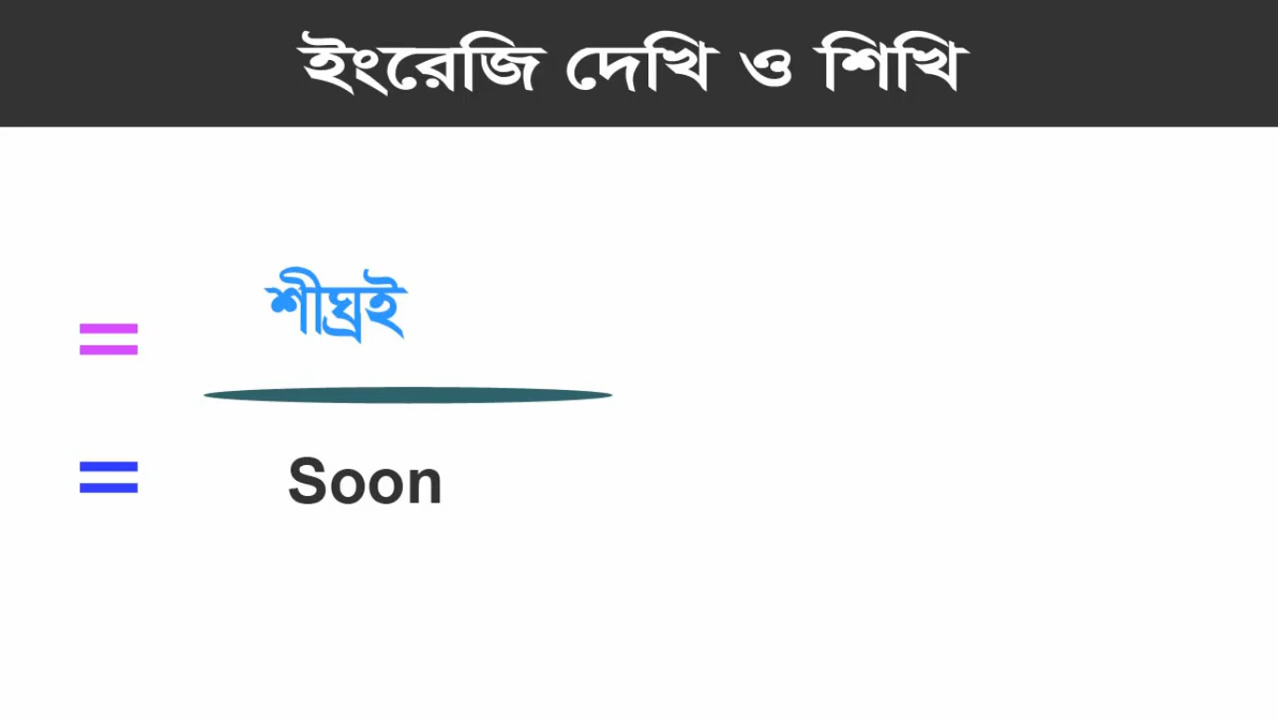 ইংরেজি দেখি ও শিখি
= শীঘ্রই
= Soon